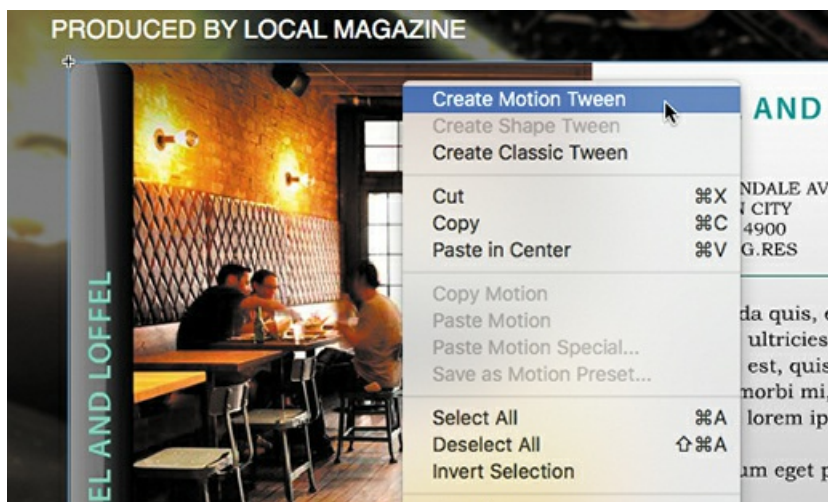 PRODUCED BY LOCAL MAGAZINE
Create Motion Tween
Create Shape Tween
Create Classic Tween
Cut ⌘X
Copy ⌘C
Paste in Center ⌘V
Copy Motion
Paste Motion
Paste Motion Special...
Save as Motion Preset...
Select All ⌘A
Deselect All ⇧⌘A
Invert Selection
EL AND LOFFEL
AND
NDALE AV
CITY
4900
G.RES
da quis,
ultricies
est, quis
morbi mi,
lorem ip
um eget p